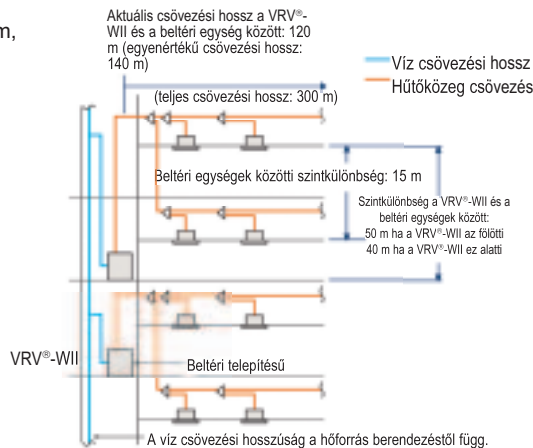 Aktuális csövezési hossz a VRV®-
WII és a beltéri egység között: 120
m (egyenértékű csövezési hossz:
140 m)
m,
Víz csövezési hossz
Hűtőközeg csövezés
(teljes csövezési hossz: 300 m)
Beltéri egységek közötti szintkülönbség: 15 m
Szintkülönbség a VRV®-WII és a
beltéri egységek között:
50 m ha a VRV®-WII az fölötti
40 m ha a VRV®-WII ez alatti
VRV®-WII
Beltéri telepítésű
A víz csövezési hosszúság a hőforrás berendezéstől függ.